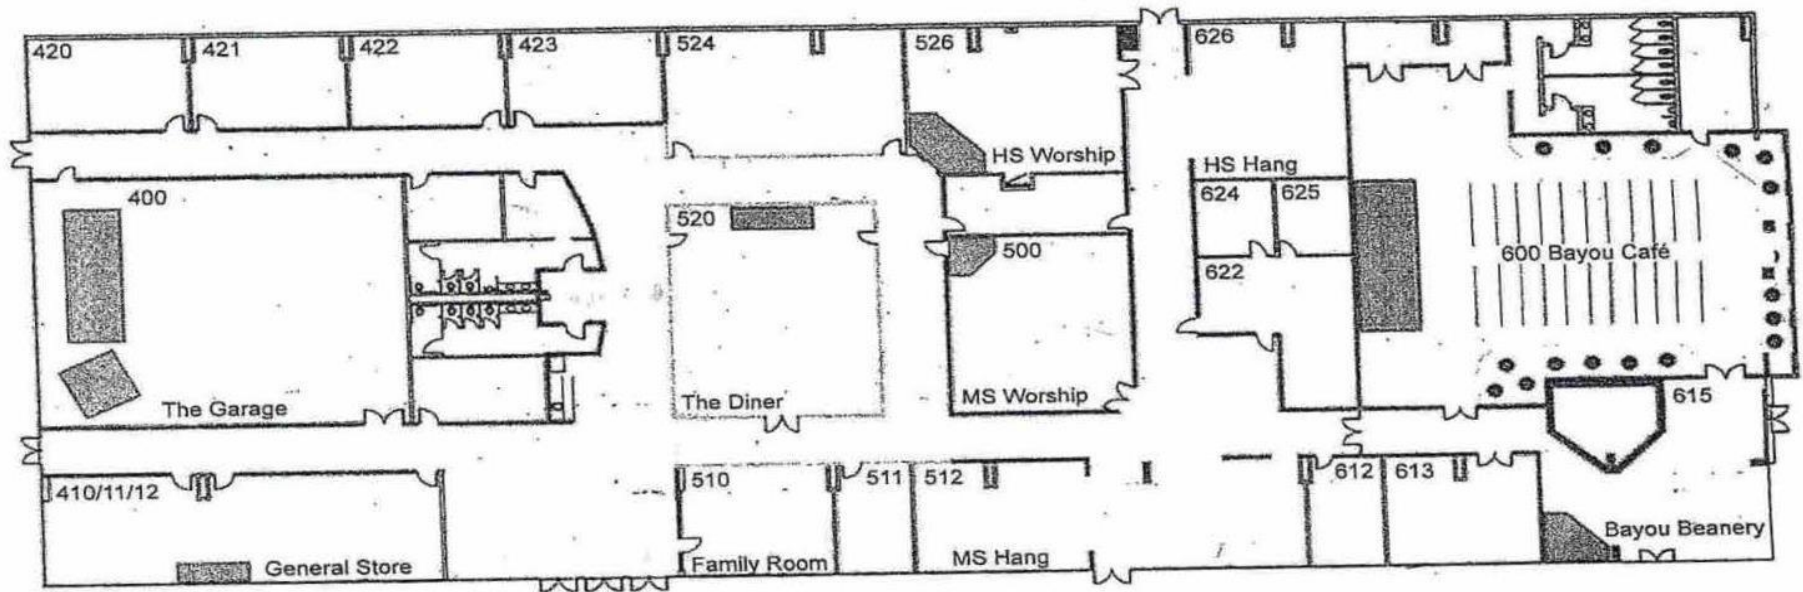 420
421
422
423
524
526
626
HS Worship
HS Hang
400
520
500
624
625
622
600 Bayou Café
The Garage
The Diner
MS Worship
615
410/11/12
510
511
512
612
613
General Store
Family Room
MS Hang
Bayou Beanery